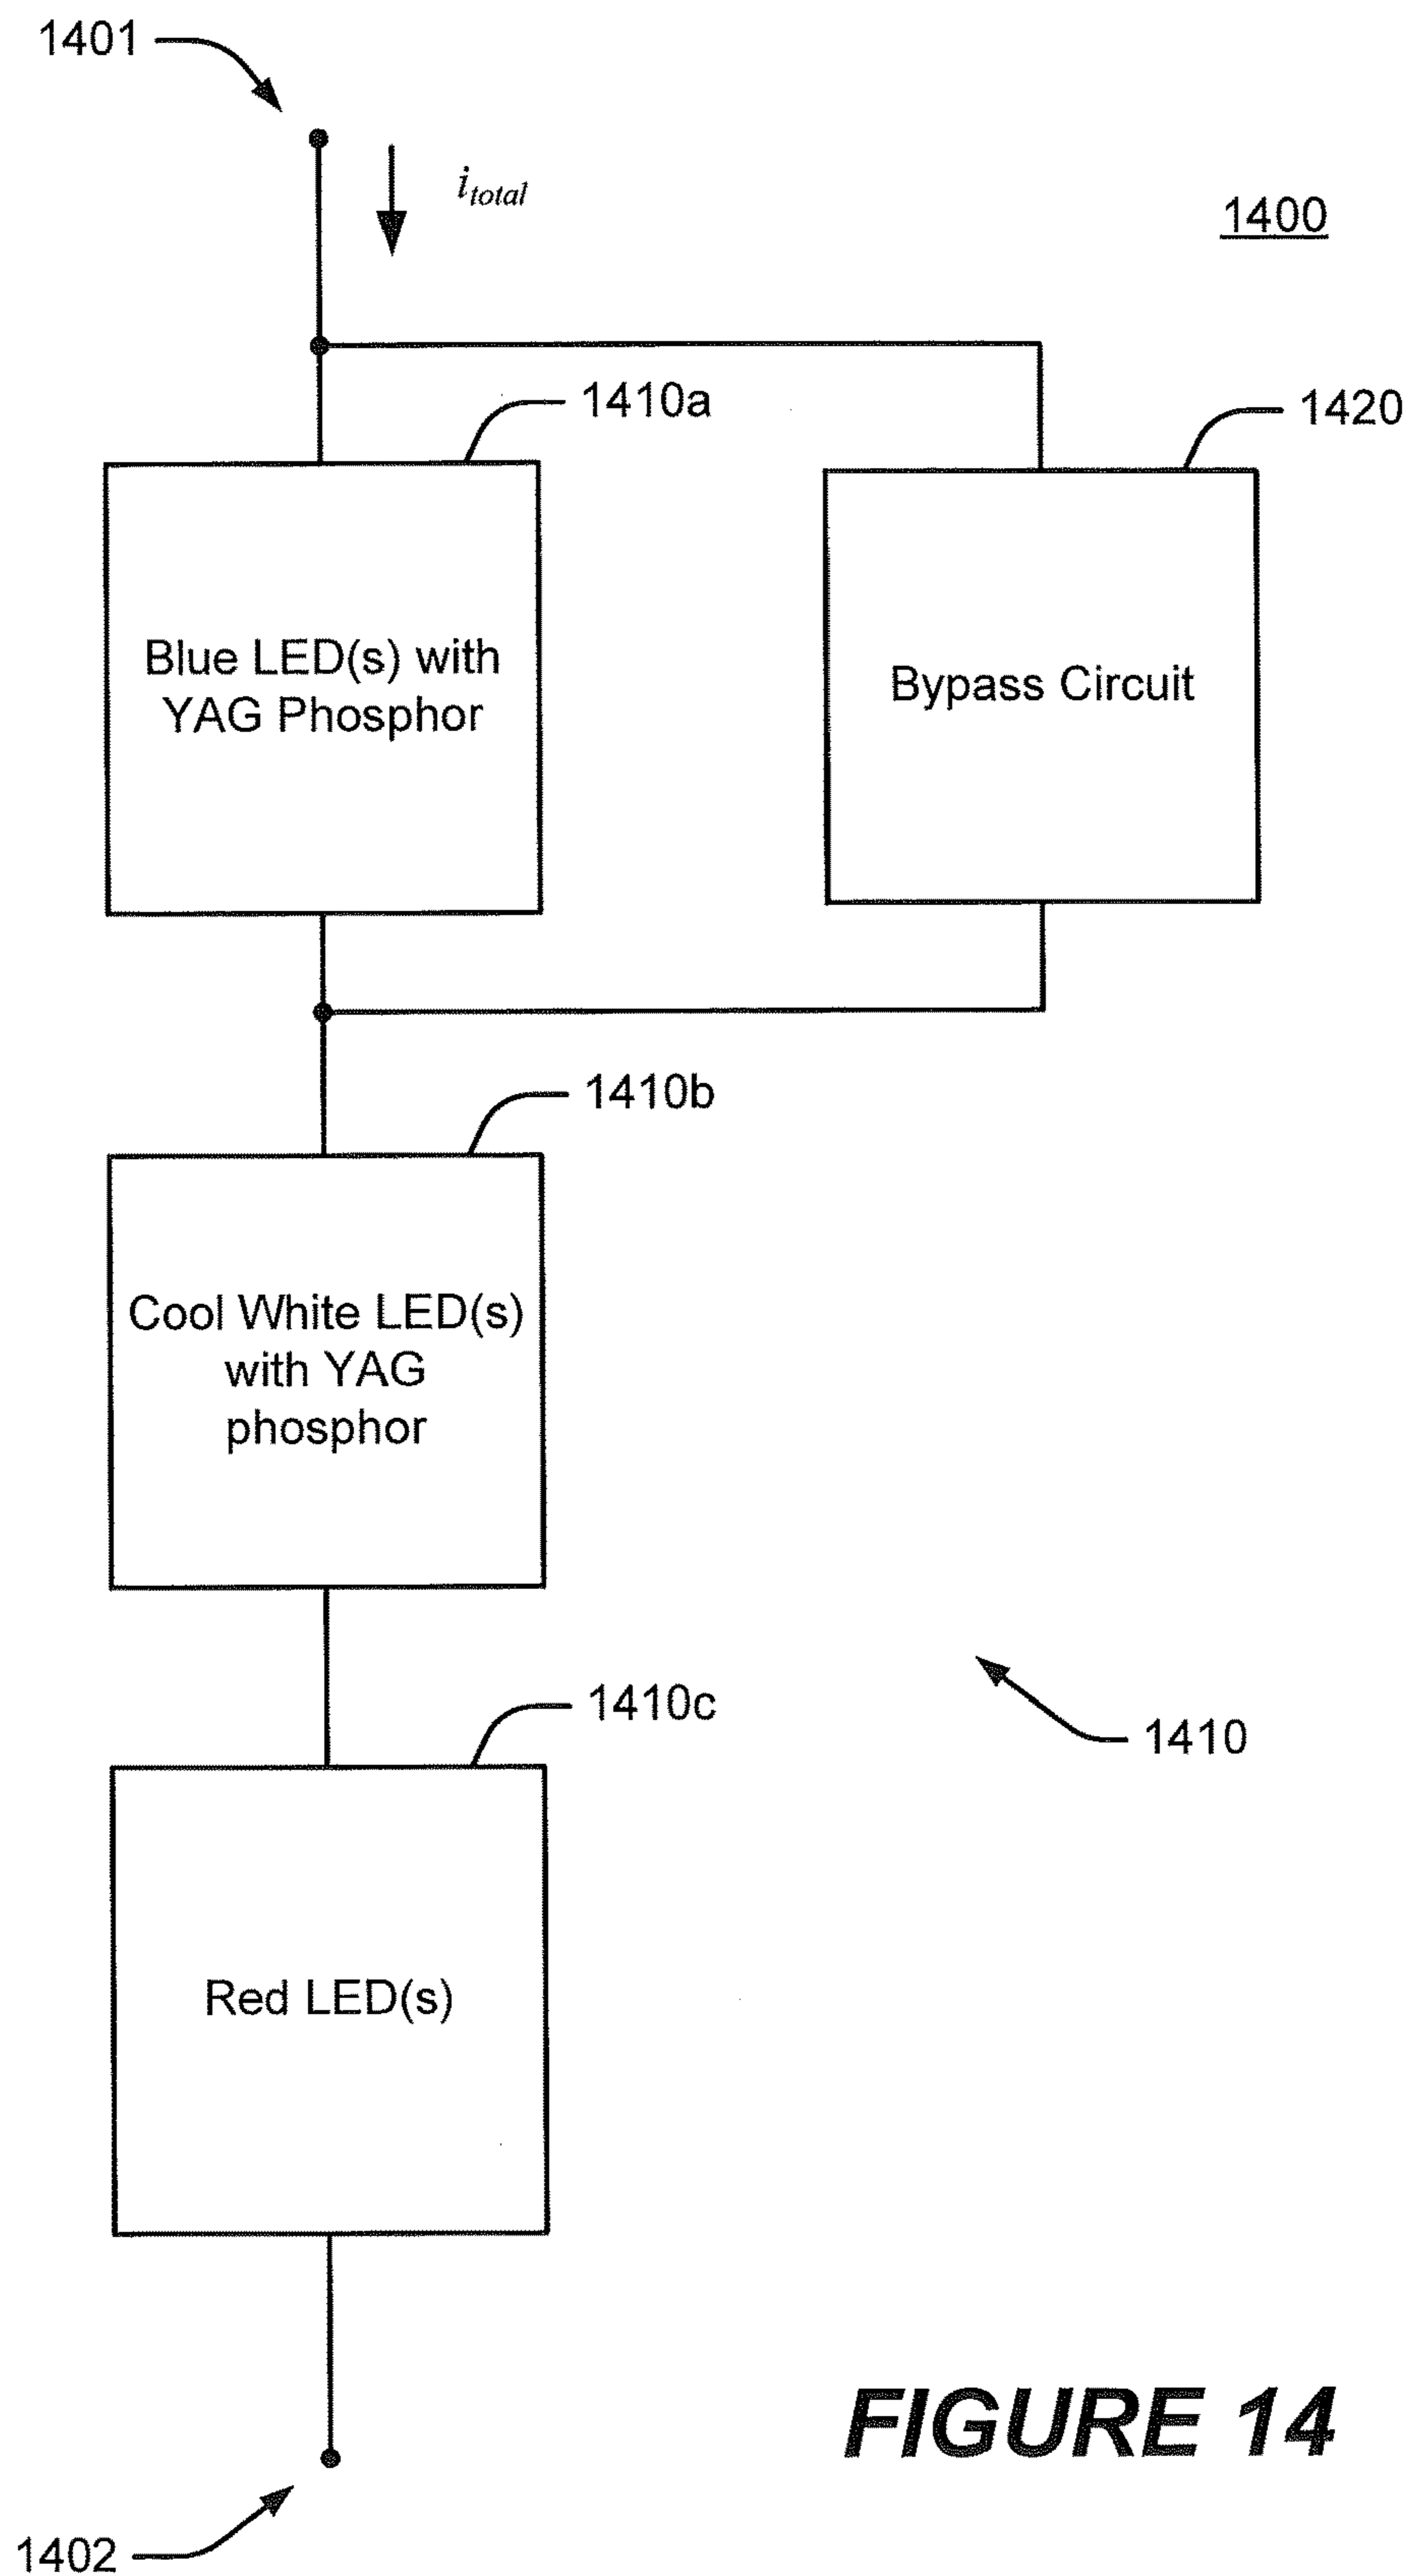 1401
i_total
1400
1410a
1420
Blue LED(s) with
YAG Phosphor
Bypass Circuit
1410b
Cool White LED(s)
with YAG
phosphor
1410c
1410
Red LED(s)
FIGURE 14
1402